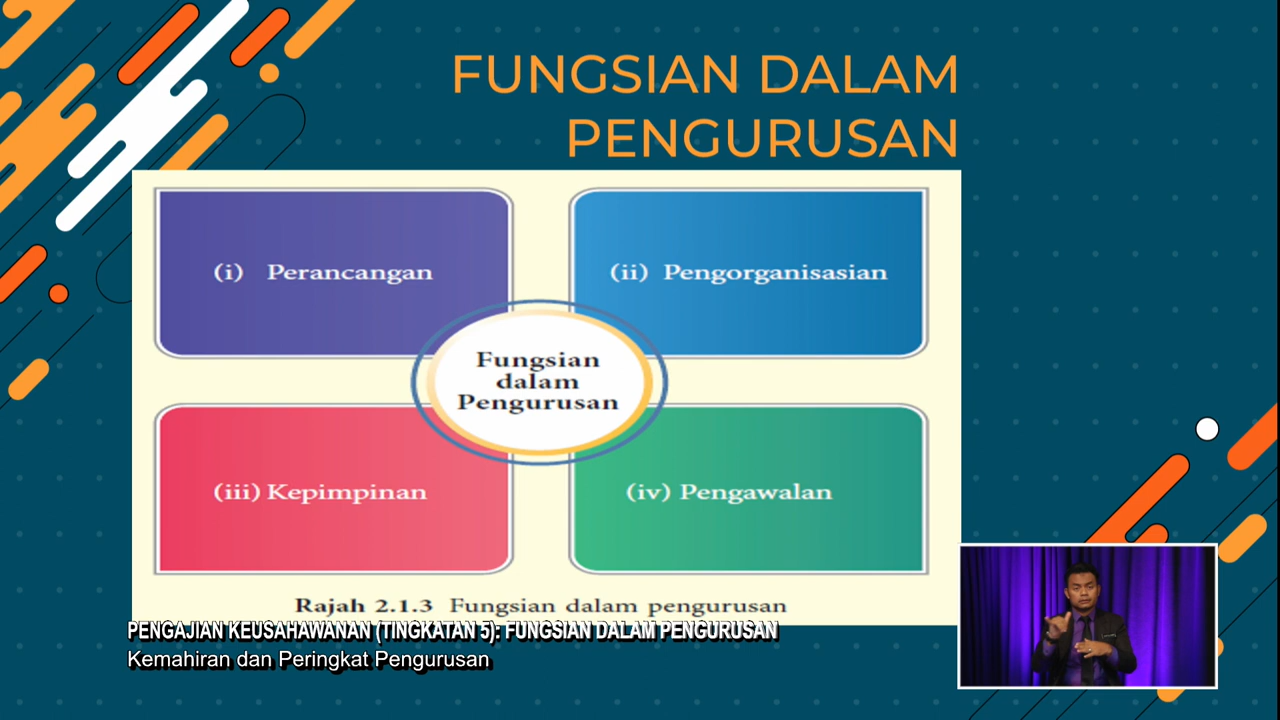 FUNGSIAN DALAM
PENGURUSAN
(i) Perancangan
(ii) Pengorganisasian
Fungsian
dalam
Pengurusan
(iii) Kepimpinan
(iv) Pengawalan
Rajah 2.1.3 Fungsian dalam pengurusan
PENGAJIAN KEUSAHAWANAN (TINGKATAN 5): FUNGSIAN DALAM PENGURUSAN
Kemahiran dan Peringkat Pengurusan